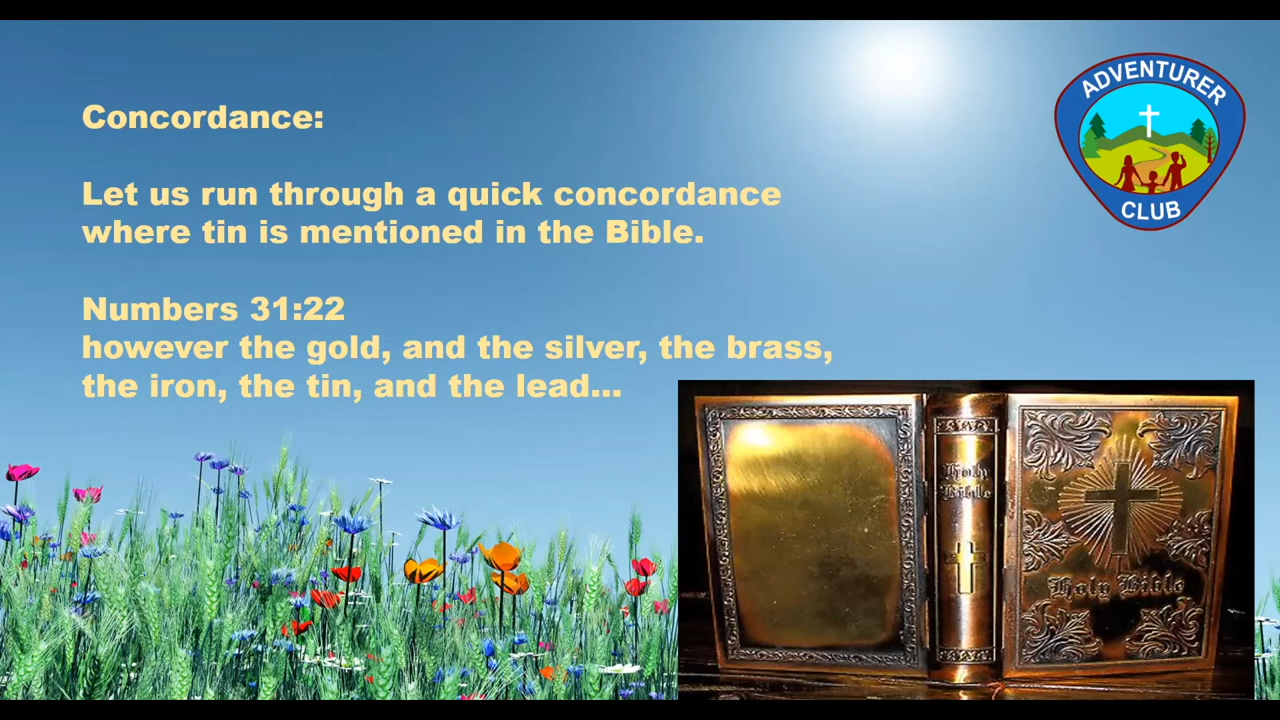 Concordance:
Let us run through a quick concordance
where tin is mentioned in the Bible.
Numbers 31:22
however the gold, and the silver, the brass,
the iron, the tin, and the lead...
ADVENTURER
CLUB
Holy
Bible
Holy Bible